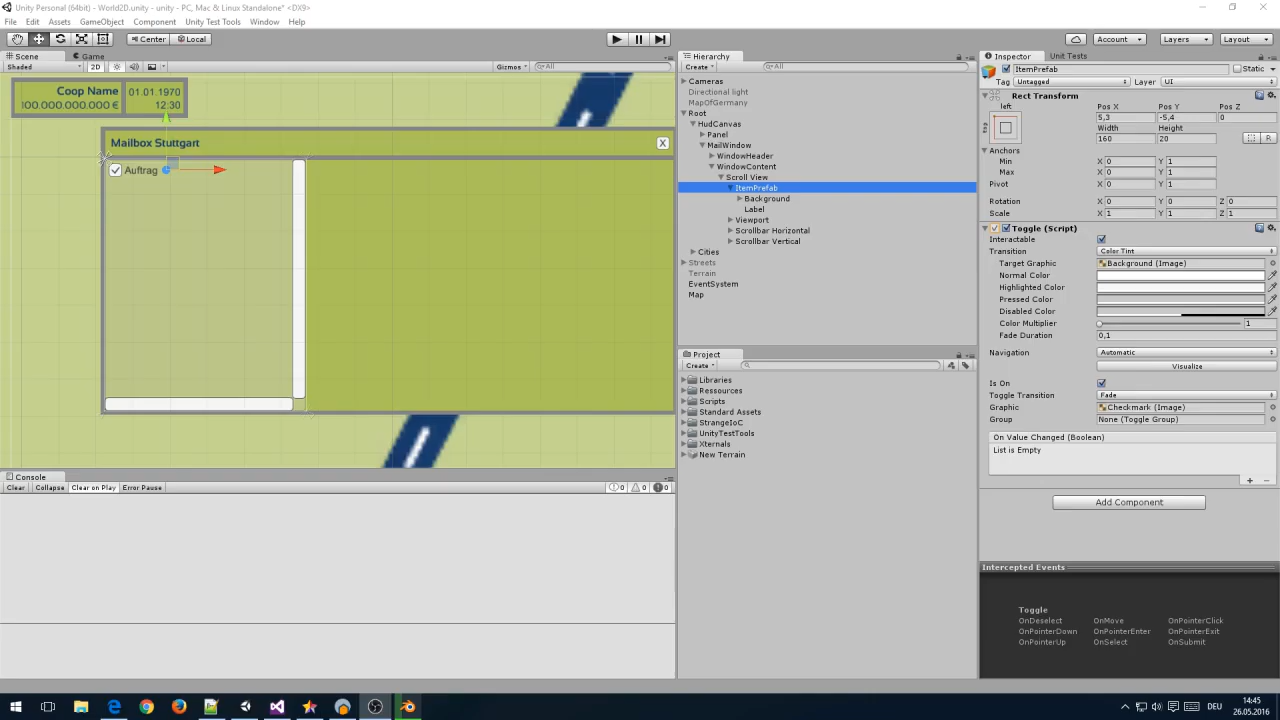 Unity Personal (64bit) - World2D.unity - unity - PC, Mac & Linux Standalone* <DX9>
File Edit Assets GameObject Component Unity Test Tools Window Help
Center Local Account Layers Layout
Scene Game
Shaded 2D Gizmos All
Coop Name 01.01.1970
100.000.000.000 € 12:30
Mailbox Stuttgart X
Auftrag
Console
Clear Collapse Clear on Play Error Pause 0 0 0
Hierarchy
Create All
Cameras
Directional light
MapOfGermany
Root
HudCanvas
Panel
MailWindow
WindowHeader
WindowContent
Scroll View
ItemPrefab
Background
Label
Viewport
Scrollbar Horizontal
Scrollbar Vertical
Cities
Streets
Terrain
EventSystem
Map
Project
Create
Libraries
Ressources
Scripts
Standard Assets
StrangeIoC
UnityTestTools
Xternals
New Terrain
Inspector Unit Tests
ItemPrefab Static
Tag Untagged Layer UI
Rect Transform
left Pos X Pos Y Pos Z
top 5,3 -5,4 0
Width Height
160 20 R
Anchors
Min X 0 Y 1
Max X 0 Y 1
Pivot X 0 Y 1
Rotation X 0 Y 0 Z 0
Scale X 1 Y 1 Z 1
Toggle (Script)
Interactable
Transition Color Tint
Target Graphic Background (Image)
Normal Color
Highlighted Color
Pressed Color
Disabled Color
Color Multiplier 1
Fade Duration 0,1
Navigation Automatic
Visualize
Is On
Toggle Transition Fade
Graphic Checkmark (Image)
Group None (Toggle Group)
On Value Changed (Boolean)
List is Empty
Add Component
Intercepted Events
Toggle
OnDeselect OnMove OnPointerClick
OnPointerDown OnPointerEnter OnPointerExit
OnPointerUp OnSelect OnSubmit
DEU 14:45
26.05.2016